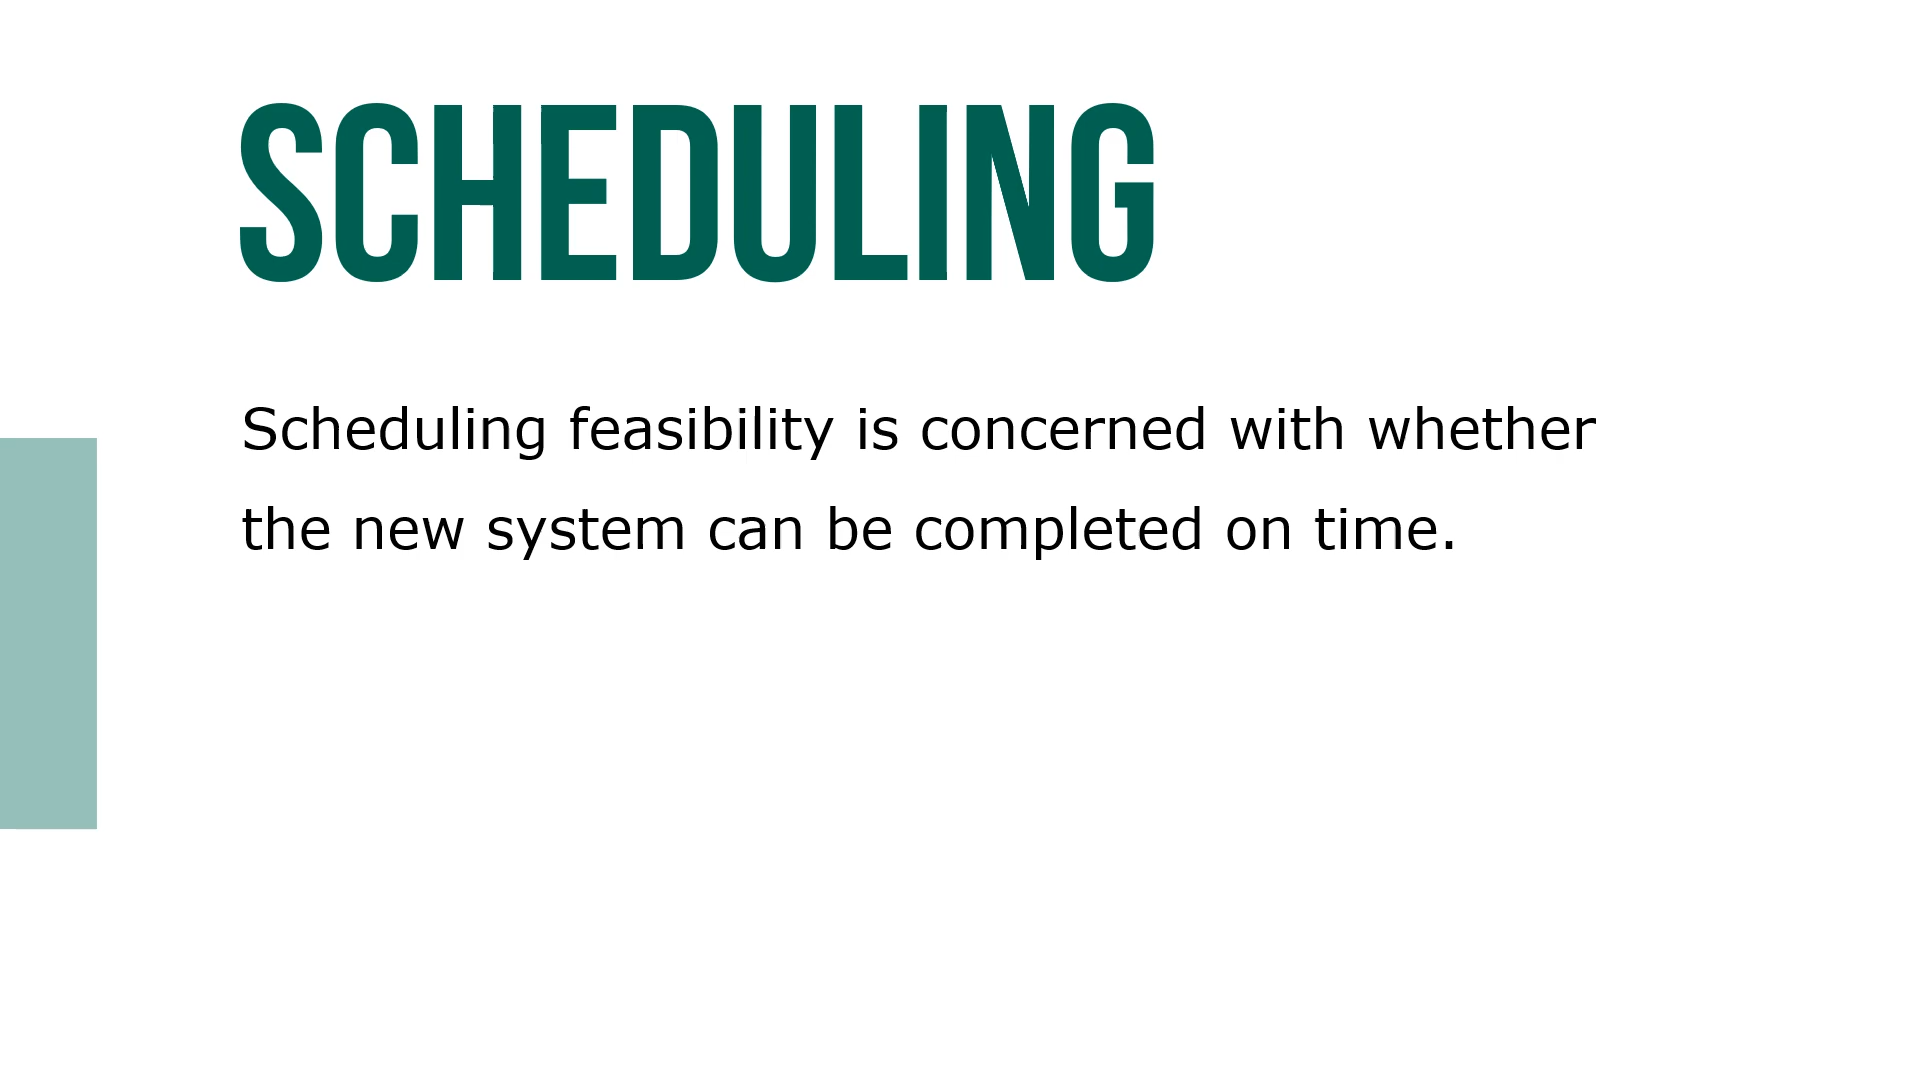 SCHEDULING
Scheduling feasibility is concerned with whether
the new system can be completed on time.